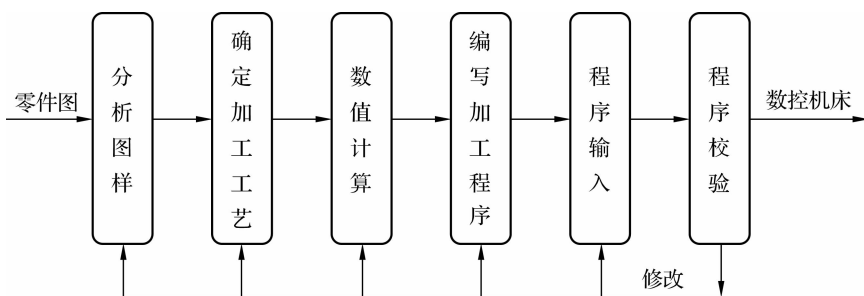 零件图
分析图样
确定加工工艺
数值计算
编写加工程序
程序输入
程序校验
数控机床
修改